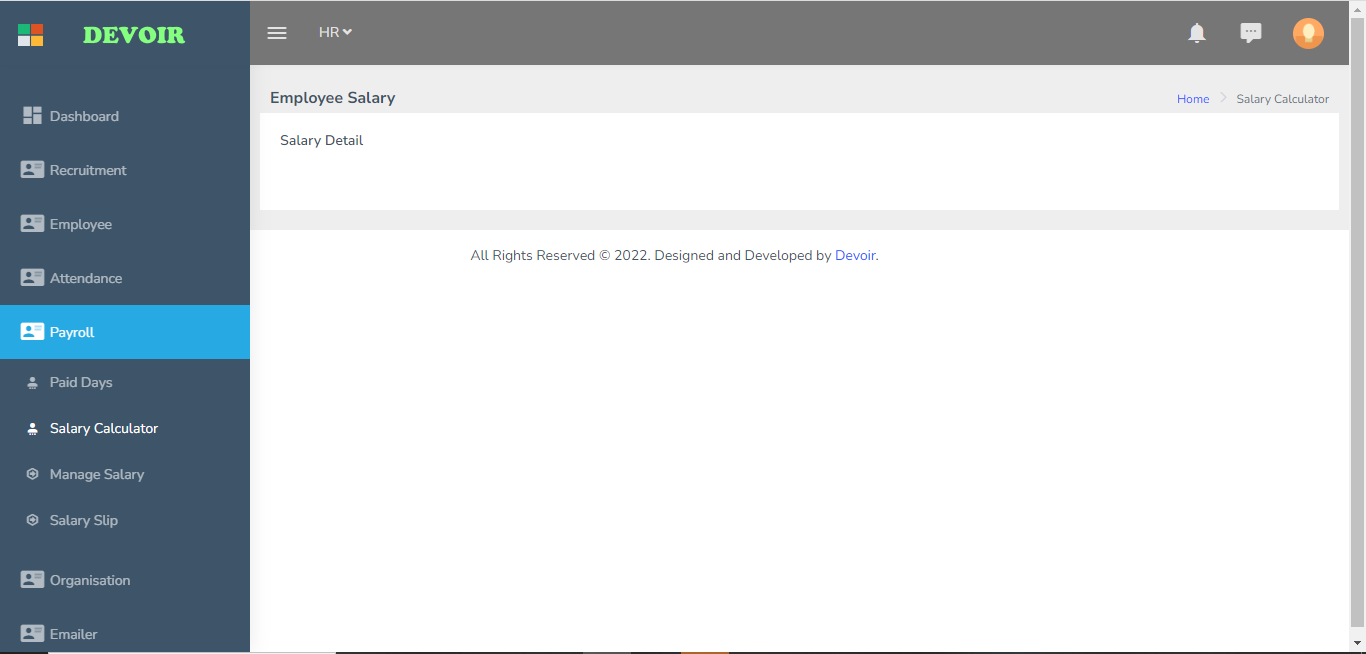 DEVOIR
HR
Employee Salary
Home
Salary Calculator
Dashboard
Recruitment
Employee
Attendance
Payroll
Paid Days
Salary Calculator
Manage Salary
Salary Slip
Organisation
Emailer
Salary Detail
All Rights Reserved © 2022. Designed and Developed by Devoir.